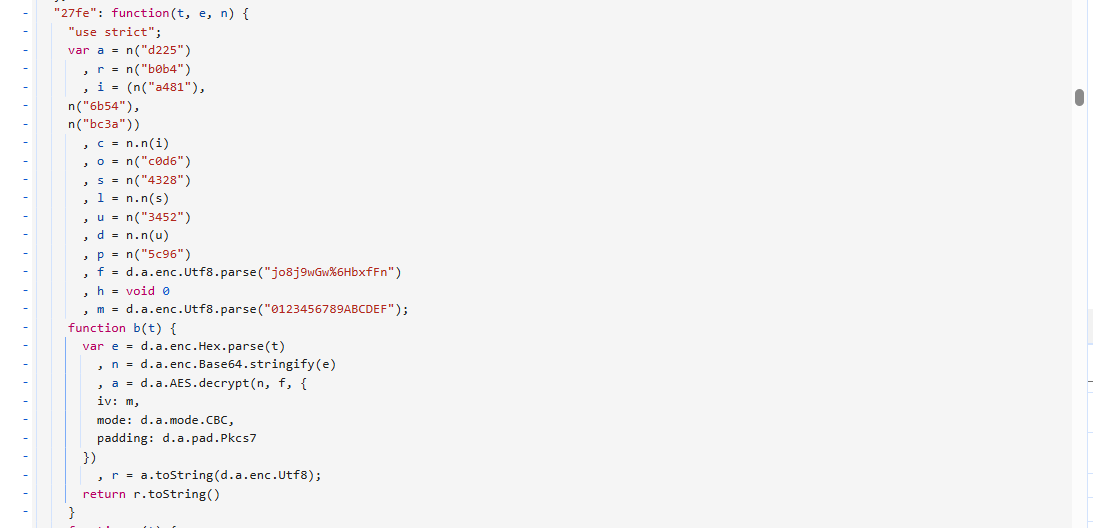 "27fe": function(t, e, n) {
"use strict";
var a = n("d225")
, r = n("b0b4")
, i = (n("a481"),
n("6b54"),
n("bc3a"))
, c = n.n(i)
, o = n("c0d6")
, s = n("4328")
, l = n.n(s)
, u = n("3452")
, d = n.n(u)
, p = n("5c96")
, f = d.a.enc.Utf8.parse("jo8j9wGw%6HbxfFn")
, h = void 0
, m = d.a.enc.Utf8.parse("0123456789ABCDEF");
function b(t) {
var e = d.a.enc.Hex.parse(t)
, n = d.a.enc.Base64.stringify(e)
, a = d.a.AES.decrypt(n, f, {
iv: m,
mode: d.a.mode.CBC,
padding: d.a.pad.Pkcs7
})
, r = a.toString(d.a.enc.Utf8);
return r.toString()
}